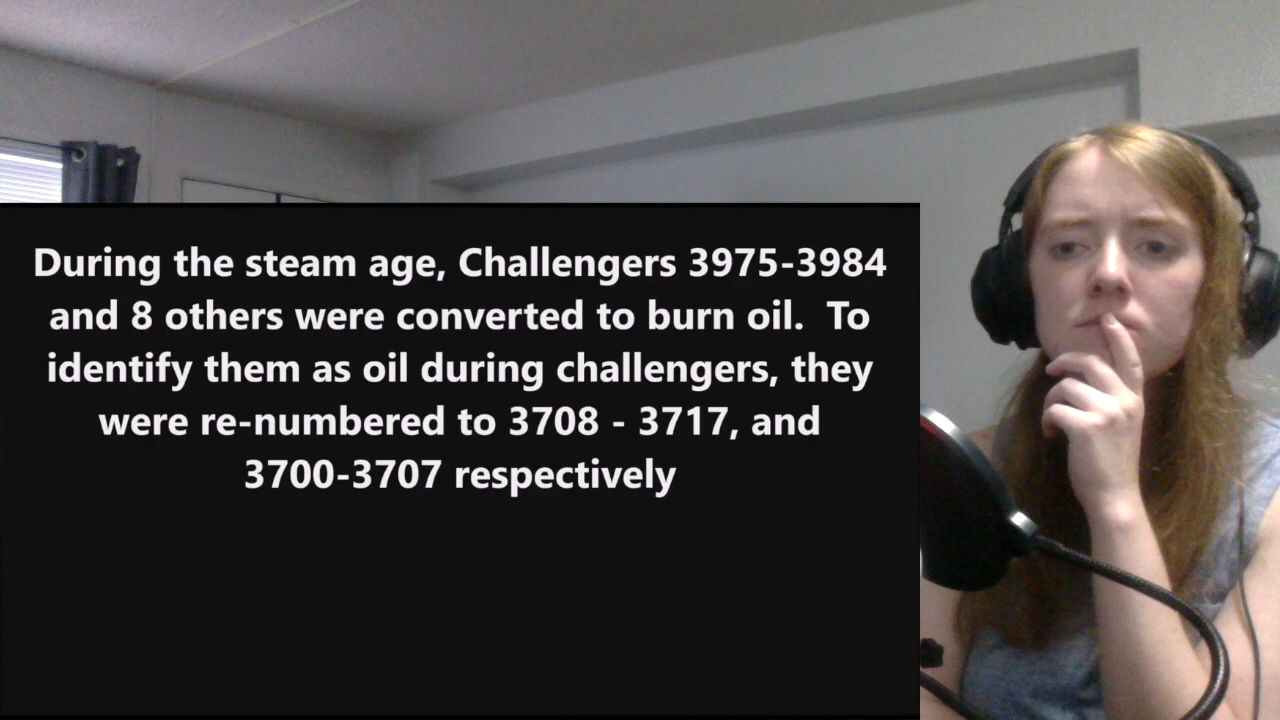 During the steam age, Challengers 3975-3984
and 8 others were converted to burn oil.  To
identify them as oil during challengers, they
were re-numbered to 3708 - 3717, and
3700-3707 respectively